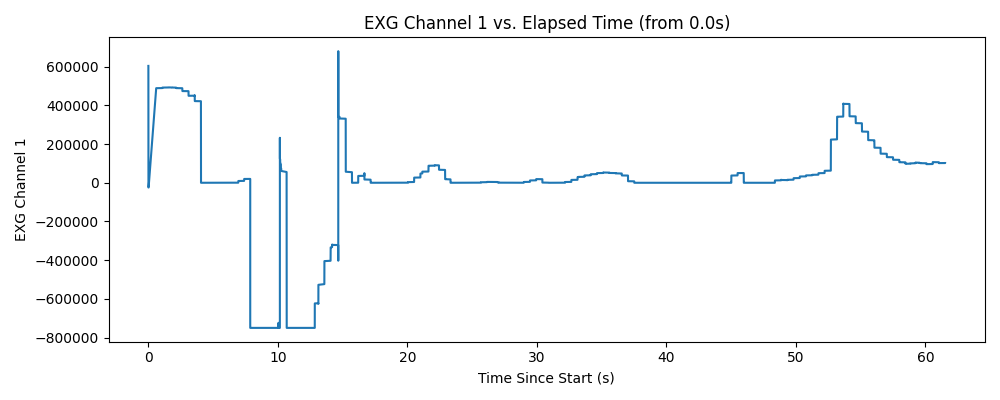 EXG Channel 1 vs. Elapsed Time (from 0.0s)
EXG Channel 1
600000
400000
200000
0
−200000
−400000
−600000
−800000
0 10 20 30 40 50 60
Time Since Start (s)